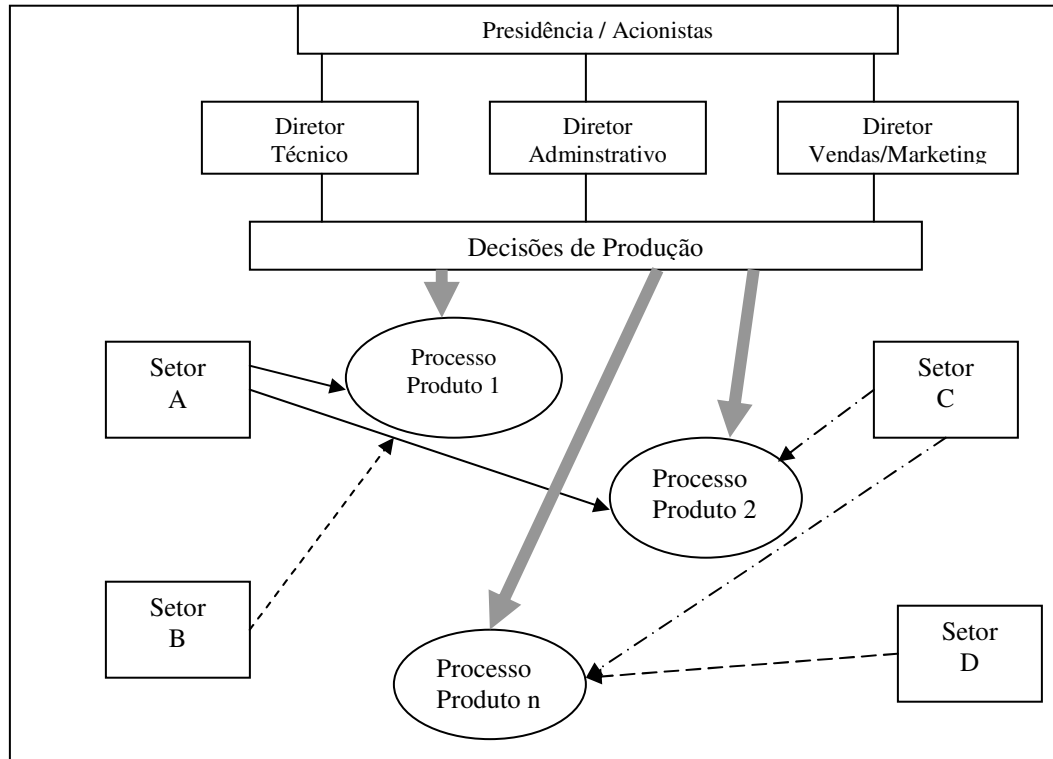 Presidência / Acionistas
Diretor
Técnico
Diretor
Adminstrativo
Diretor
Vendas/Marketing
Decisões de Produção
Processo
Produto 1
Setor
A
Setor
C
Processo
Produto 2
Setor
B
Setor
D
Processo
Produto n